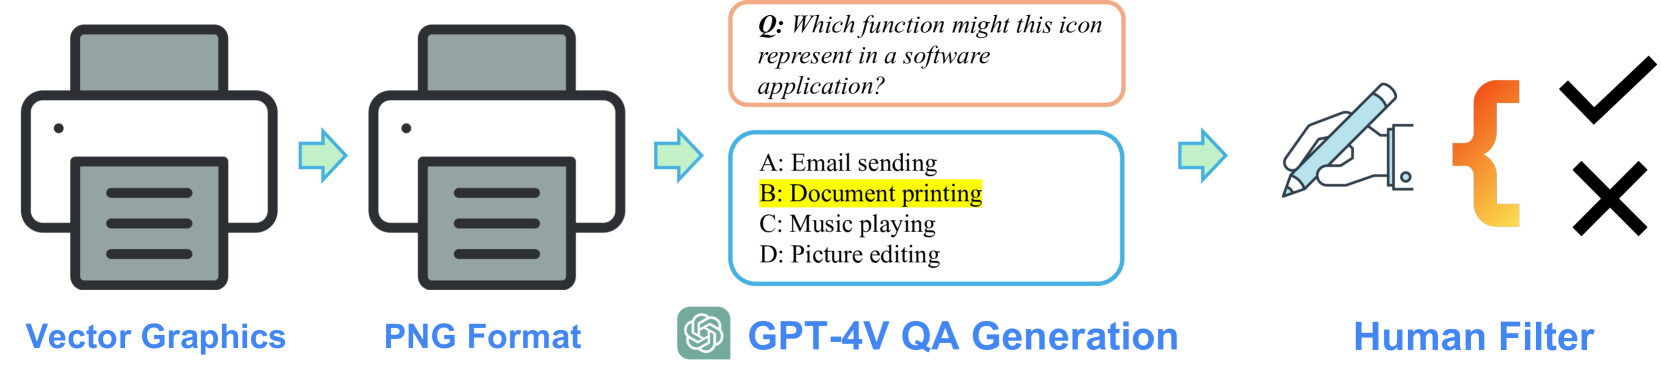 Q: Which function might this icon
represent in a software
application?
A: Email sending
B: Document printing
C: Music playing
D: Picture editing
Vector Graphics
PNG Format
GPT-4V QA Generation
Human Filter